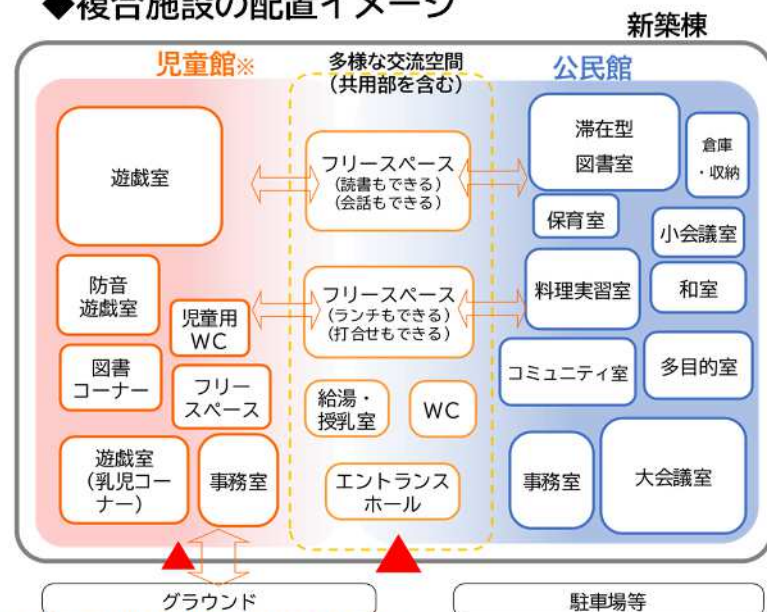 ◆複合施設の配置イメージ
新築棟
児童館※
多様な交流空間
(共用部を含む)
公民館
遊戯室
防音
遊戯室
児童用
WC
図書
コーナー
フリー
スペース
遊戯室
(乳児コー
ナー)
事務室
フリースペース
(読書もできる)
(会話もできる)
フリースペース
(ランチもできる)
(打合せもできる)
給湯・
授乳室
WC
エントランス
ホール
滞在型
図書室
倉庫
・収納
保育室
小会議室
料理実習室
和室
コミュニティ室
多目的室
事務室
大会議室
グラウンド
駐車場等